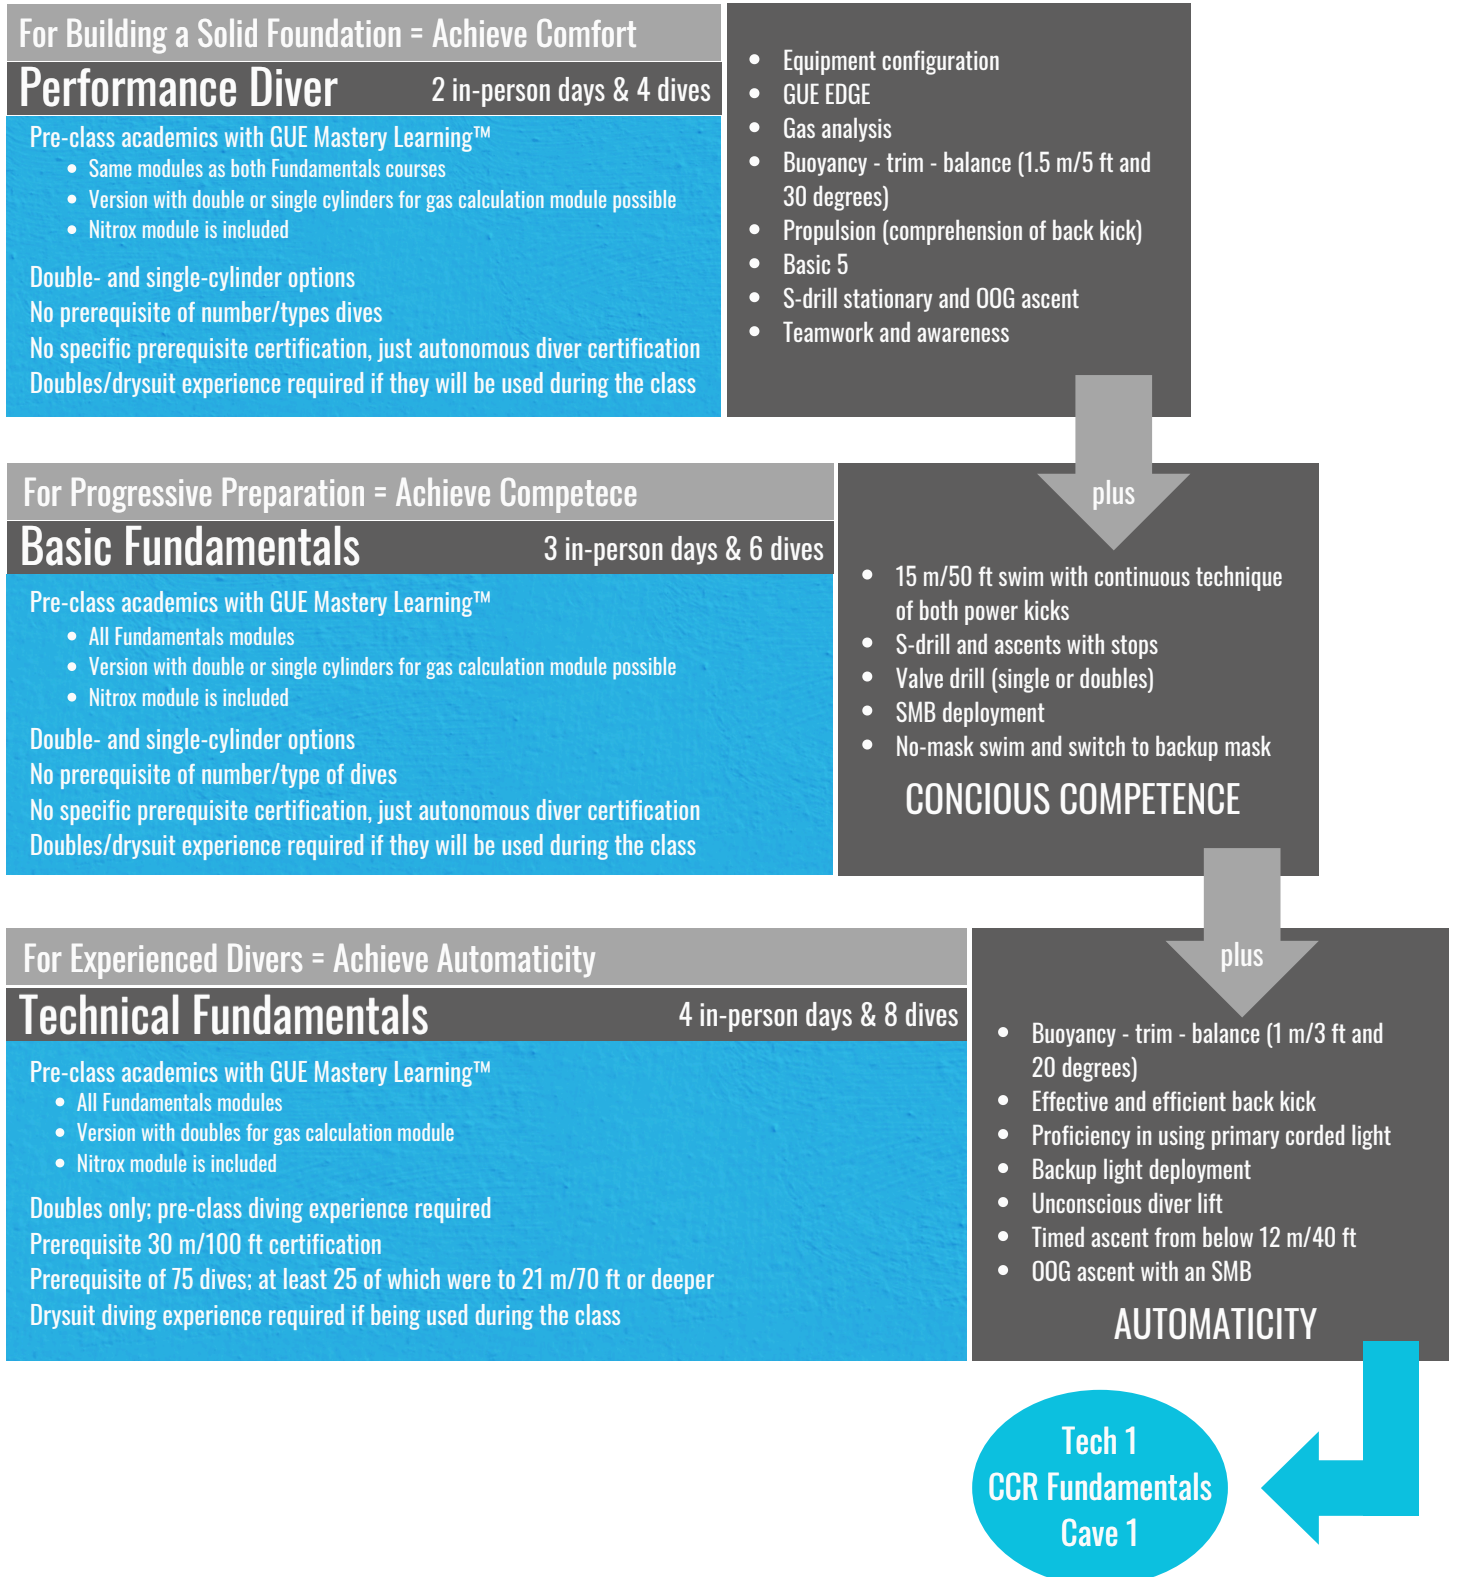 For Building a Solid Foundation = Achieve Comfort
Performance Diver
2 in-person days & 4 dives
Pre-class academics with GUE Mastery Learning™
• Same modules as both Fundamentals courses
• Version with double or single cylinders for gas calculation module possible
• Nitrox module is included
Double- and single-cylinder options
No prerequisite of number/types dives
No specific prerequisite certification, just autonomous diver certification
Doubles/drysuit experience required if they will be used during the class
• Equipment configuration
• GUE EDGE
• Gas analysis
• Buoyancy - trim - balance (1.5 m/5 ft and
30 degrees)
• Propulsion (comprehension of back kick)
• Basic 5
• S-drill stationary and OOG ascent
• Teamwork and awareness
plus
For Progressive Preparation = Achieve Competece
Basic Fundamentals
3 in-person days & 6 dives
Pre-class academics with GUE Mastery Learning™
• All Fundamentals modules
• Version with double or single cylinders for gas calculation module possible
• Nitrox module is included
Double- and single-cylinder options
No prerequisite of number/type of dives
No specific prerequisite certification, just autonomous diver certification
Doubles/drysuit experience required if they will be used during the class
• 15 m/50 ft swim with continuous technique
of both power kicks
• S-drill and ascents with stops
• Valve drill (single or doubles)
• SMB deployment
• No-mask swim and switch to backup mask
CONCIOUS COMPETENCE
plus
For Experienced Divers = Achieve Automaticity
Technical Fundamentals
4 in-person days & 8 dives
Pre-class academics with GUE Mastery Learning™
• All Fundamentals modules
• Version with doubles for gas calculation module
• Nitrox module is included
Doubles only; pre-class diving experience required
Prerequisite 30 m/100 ft certification
Prerequisite of 75 dives; at least 25 of which were to 21 m/70 ft or deeper
Drysuit diving experience required if being used during the class
• Buoyancy - trim - balance (1 m/3 ft and
20 degrees)
• Effective and efficient back kick
• Proficiency in using primary corded light
• Backup light deployment
• Unconscious diver lift
• Timed ascent from below 12 m/40 ft
• OOG ascent with an SMB
AUTOMATICITY
Tech 1
CCR Fundamentals
Cave 1